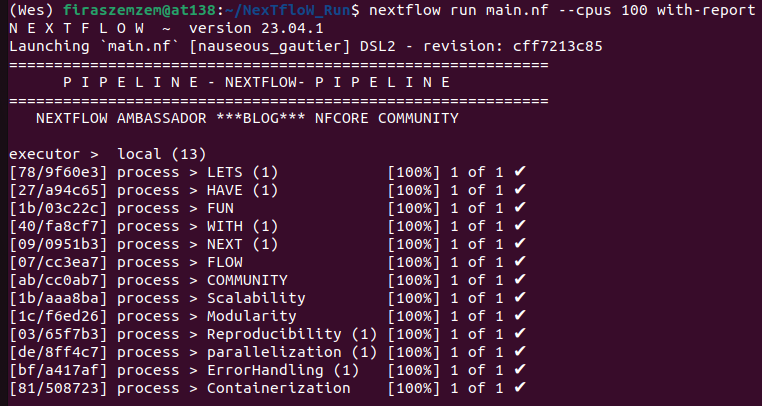 (Wes) firaszemzem@at138:~/NexTfloW_Run$ nextflow run main.nf --cpus 100 with-report
N E X T F L O W  ~  version 23.04.1
Launching `main.nf` [nauseous_gautier] DSL2 - revision: cff7213c85
============================================================
P I P E L I N E - NEXTFLOW- P I P E L I N E
============================================================
NEXTFLOW AMBASSADOR ***BLOG*** NFCORE COMMUNITY
executor >  local (13)
[78/9f60e3] process > LETS (1)            [100%] 1 of 1 ✔
[27/a94c65] process > HAVE (1)            [100%] 1 of 1 ✔
[1b/03c22c] process > FUN                 [100%] 1 of 1 ✔
[40/fa8cf7] process > WITH (1)            [100%] 1 of 1 ✔
[09/0951b3] process > NEXT (1)            [100%] 1 of 1 ✔
[07/cc3ea7] process > FLOW                [100%] 1 of 1 ✔
[ab/cc0ab7] process > COMMUNITY           [100%] 1 of 1 ✔
[1b/aaa8ba] process > Scalability         [100%] 1 of 1 ✔
[1c/f6ed26] process > Modularity          [100%] 1 of 1 ✔
[03/65f7b3] process > Reproducibility (1) [100%] 1 of 1 ✔
[de/8ff4c7] process > parallelization (1) [100%] 1 of 1 ✔
[bf/a417af] process > ErrorHandling (1)   [100%] 1 of 1 ✔
[81/508723] process > Containerization    [100%] 1 of 1 ✔